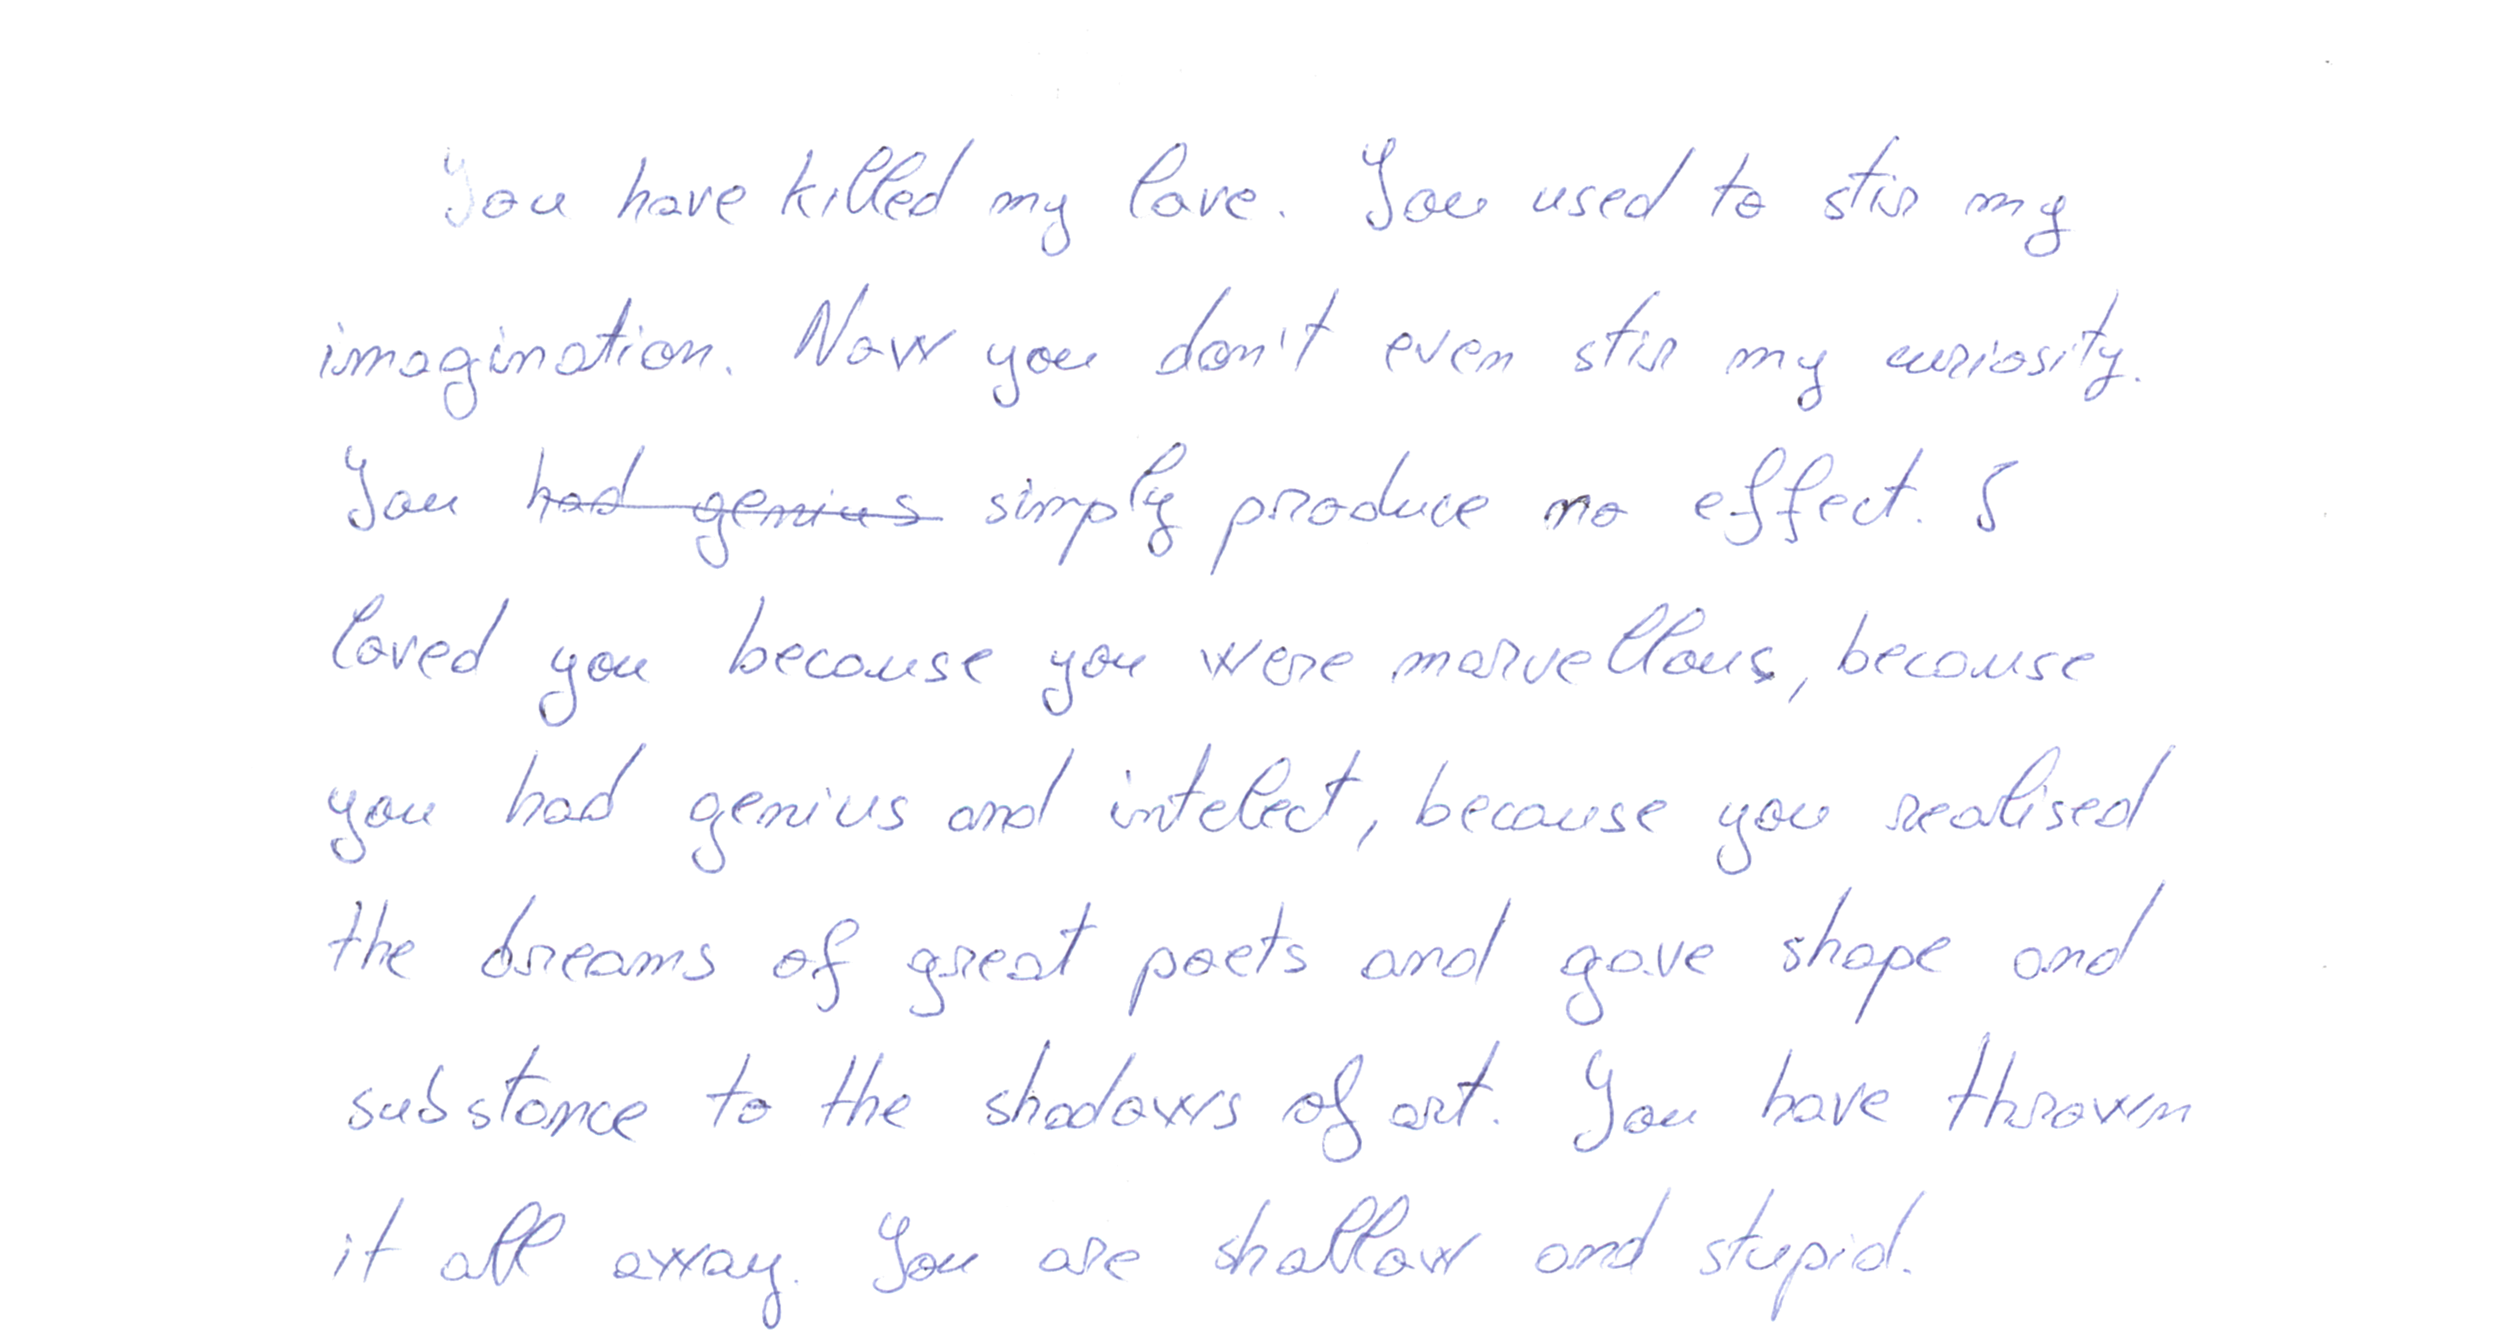 You have killed my love. You used to stir my
imagination. Now you don't even stir my curiosity.
You ~~had genius~~ simply produce no effect. I
loved you because you were marvellous, because
you had genius and intelect, because you realised
the dreams of great poets and gave shape and
substance to the shadows of art. You have thrown
it all away. You are shallow and stupid.